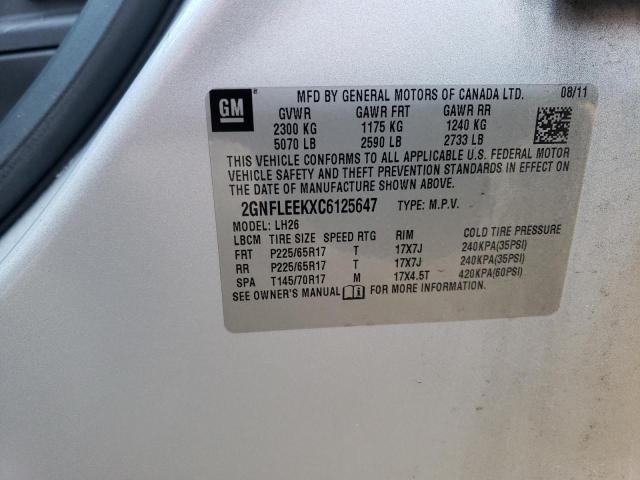 GM
MFD BY GENERAL MOTORS OF CANADA LTD. 08/11
GVWR GAWR FRT GAWR RR
2300 KG 1175 KG 1240 KG
5070 LB 2590 LB 2733 LB
THIS VEHICLE CONFORMS TO ALL APPLICABLE U.S. FEDERAL MOTOR
VEHICLE SAFETY AND THEFT PREVENTION STANDARDS IN EFFECT ON
THE DATE OF MANUFACTURE SHOWN ABOVE.
2GNFLEEKXC6125647 TYPE: M.P.V.
MODEL: LH26
LBCM TIRE SIZE SPEED RTG RIM COLD TIRE PRESSURE
FRT P225/65R17 T 17X7J 240KPA(35PSI)
RR P225/65R17 T 17X7J 240KPA(35PSI)
SPA T145/70R17 M 17X4.5T 420KPA(60PSI)
SEE OWNER'S MANUAL FOR MORE INFORMATION.